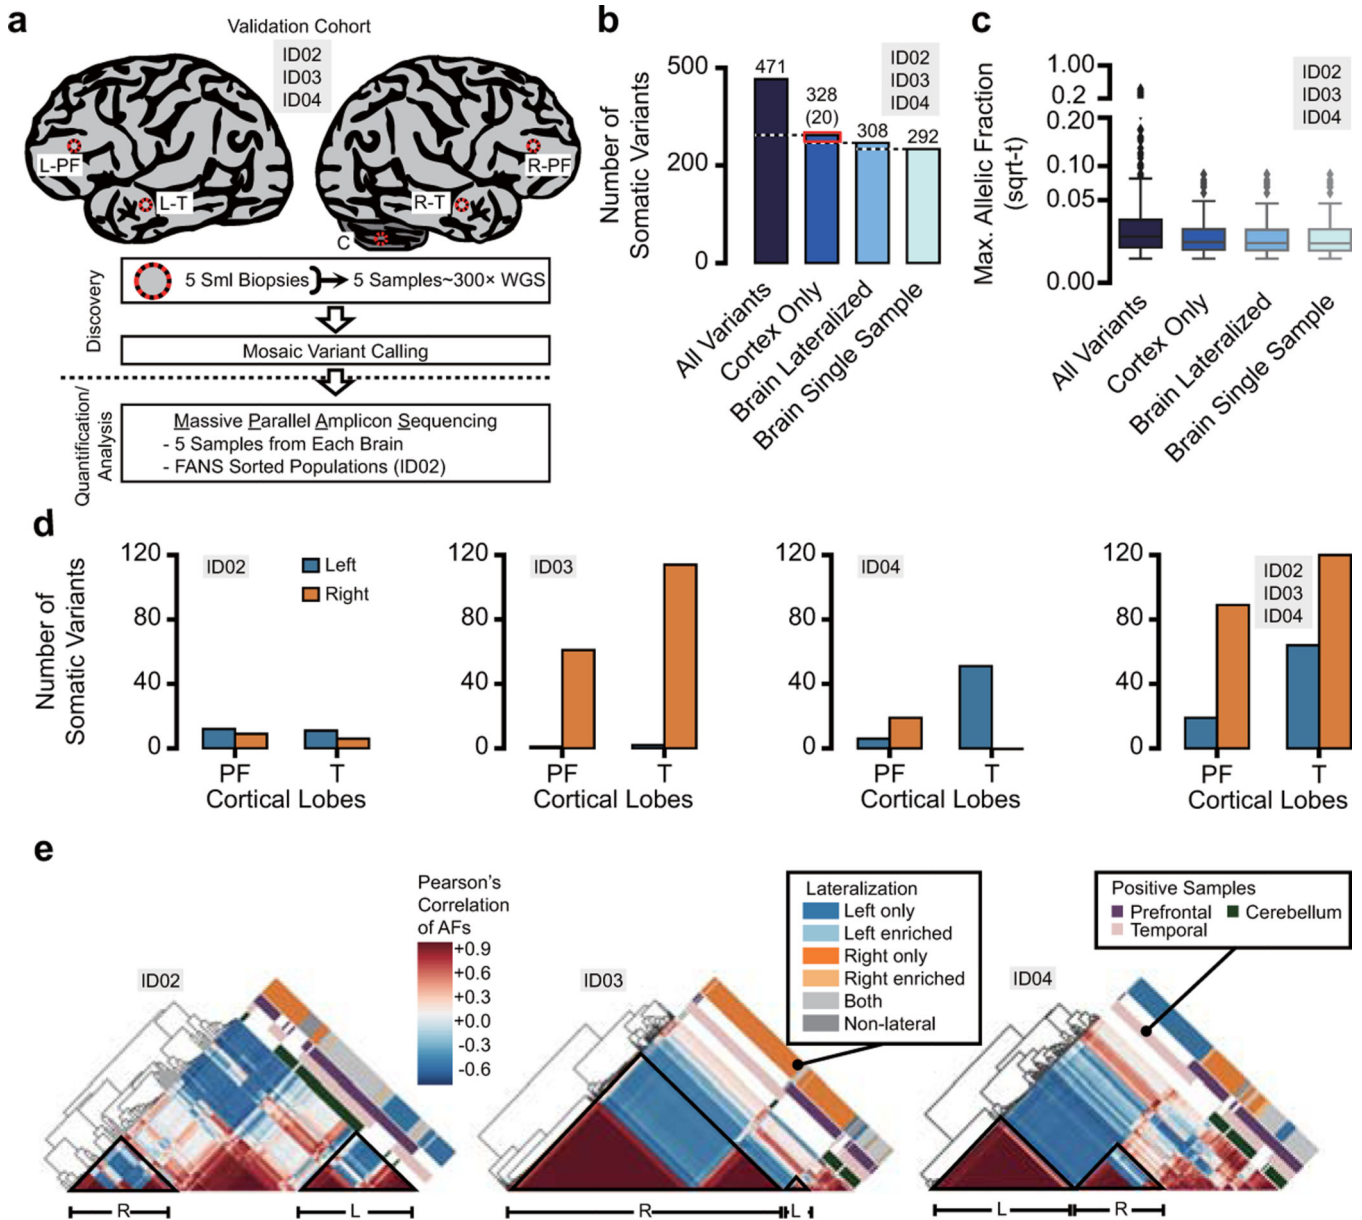 a
Validation Cohort
ID02
ID03
ID04
L-PF
L-T
R-PF
R-T
C
Discovery
5 Sml Biopsies
5 Samples~300× WGS
Mosaic Variant Calling
Quantification/
Analysis
Massive Parallel Amplicon Sequencing
- 5 Samples from Each Brain
- FANS Sorted Populations (ID02)
b
Number of
Somatic Variants
500
200
0
471
328
(20)
308
292
ID02
ID03
ID04
All Variants
Cortex Only
Brain Lateralized
Brain Single Sample
c
Max. Allelic Fraction
(sqrt-t)
1.00
0.2
0.20
0.10
0.05
0.00
ID02
ID03
ID04
All Variants
Cortex Only
Brain Lateralized
Brain Single Sample
d
Number of
Somatic Variants
120
80
40
0
ID02
Left
Right
PF
T
Cortical Lobes
120
80
40
0
ID03
PF
T
Cortical Lobes
120
80
40
0
ID04
PF
T
Cortical Lobes
120
80
40
0
ID02
ID03
ID04
PF
T
Cortical Lobes
e
Pearson's
Correlation
of AFs
+0.9
+0.6
+0.3
+0.0
-0.3
-0.6
Lateralization
Left only
Left enriched
Right only
Right enriched
Both
Non-lateral
Positive Samples
Prefrontal
Cerebellum
Temporal
ID02
R
L
ID03
R
L
ID04
L
R